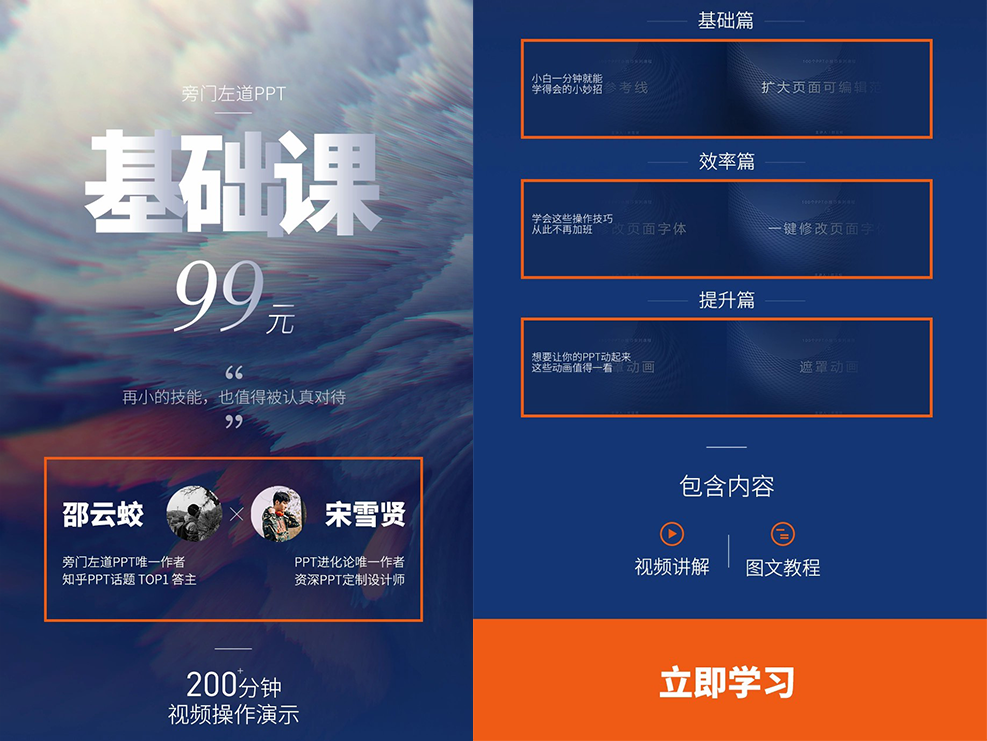 旁门左道PPT
基础课
99元
“
再小的技能，也值得被认真对待
”
邵云蛟
宋雪贤
旁门左道PPT唯一作者
知乎PPT话题 TOP1 答主
PPT进化论唯一作者
资深PPT定制设计师
200+分钟
视频操作演示
基础篇
小白一分钟就能
学得会的小妙招
参考线
扩大页面可编辑
效率篇
学会这些操作技巧
从此不再加班
改页面字体
一键修改页面字
提升篇
想要让你的PPT动起来
这些动画值得一看
动画
遮罩动画
包含内容
视频讲解
图文教程
立即学习